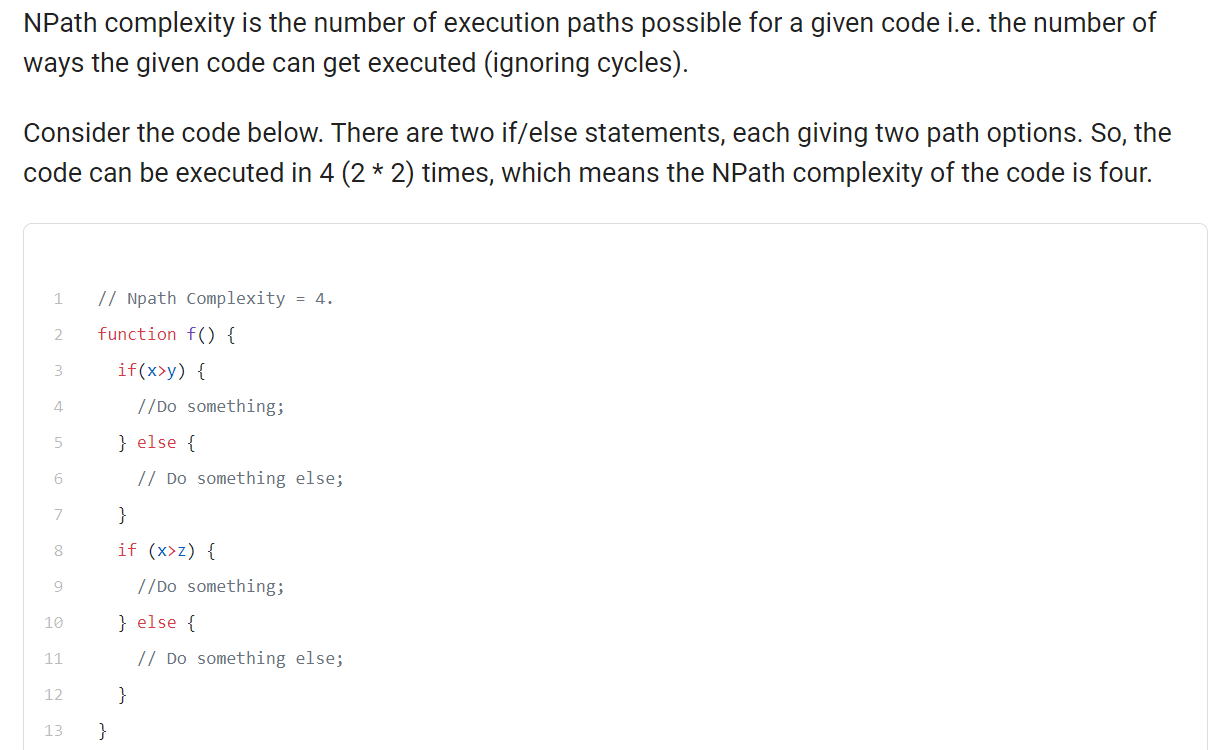 NPath complexity is the number of execution paths possible for a given code i.e. the number of
ways the given code can get executed (ignoring cycles).
Consider the code below. There are two if/else statements, each giving two path options. So, the
code can be executed in 4 (2 * 2) times, which means the NPath complexity of the code is four.
1 // Npath Complexity = 4.
2 function f() {
3 if(x>y) {
4 //Do something;
5 } else {
6 // Do something else;
7 }
8 if (x>z) {
9 //Do something;
10 } else {
11 // Do something else;
12 }
13 }